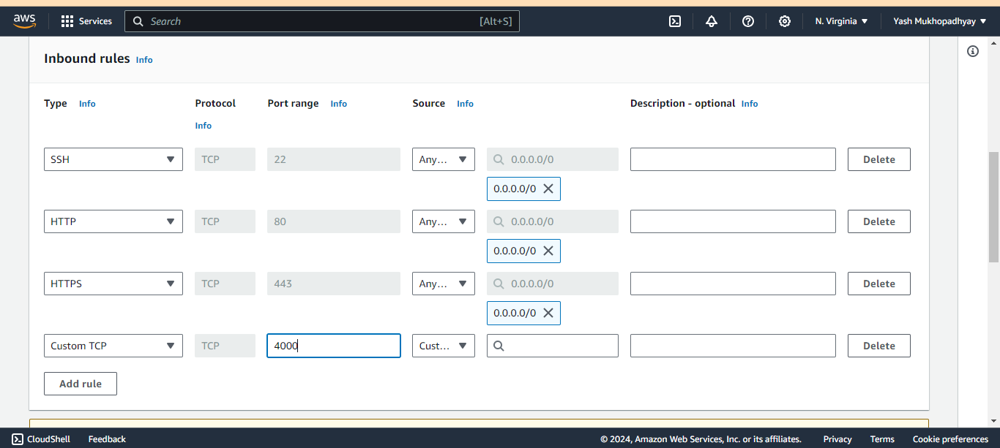 aws Services Search [Alt+S] N. Virginia Yash Mukhopadhyay
Inbound rules Info
Type Info Protocol Port range Info Source Info Description - optional Info
Info
SSH TCP 22 Any... 0.0.0.0/0 Delete
0.0.0.0/0
HTTP TCP 80 Any... 0.0.0.0/0 Delete
0.0.0.0/0
HTTPS TCP 443 Any... 0.0.0.0/0 Delete
0.0.0.0/0
Custom TCP TCP 4000 Cust... Delete
Add rule
CloudShell Feedback © 2024, Amazon Web Services, Inc. or its affiliates. Privacy Terms Cookie preferences